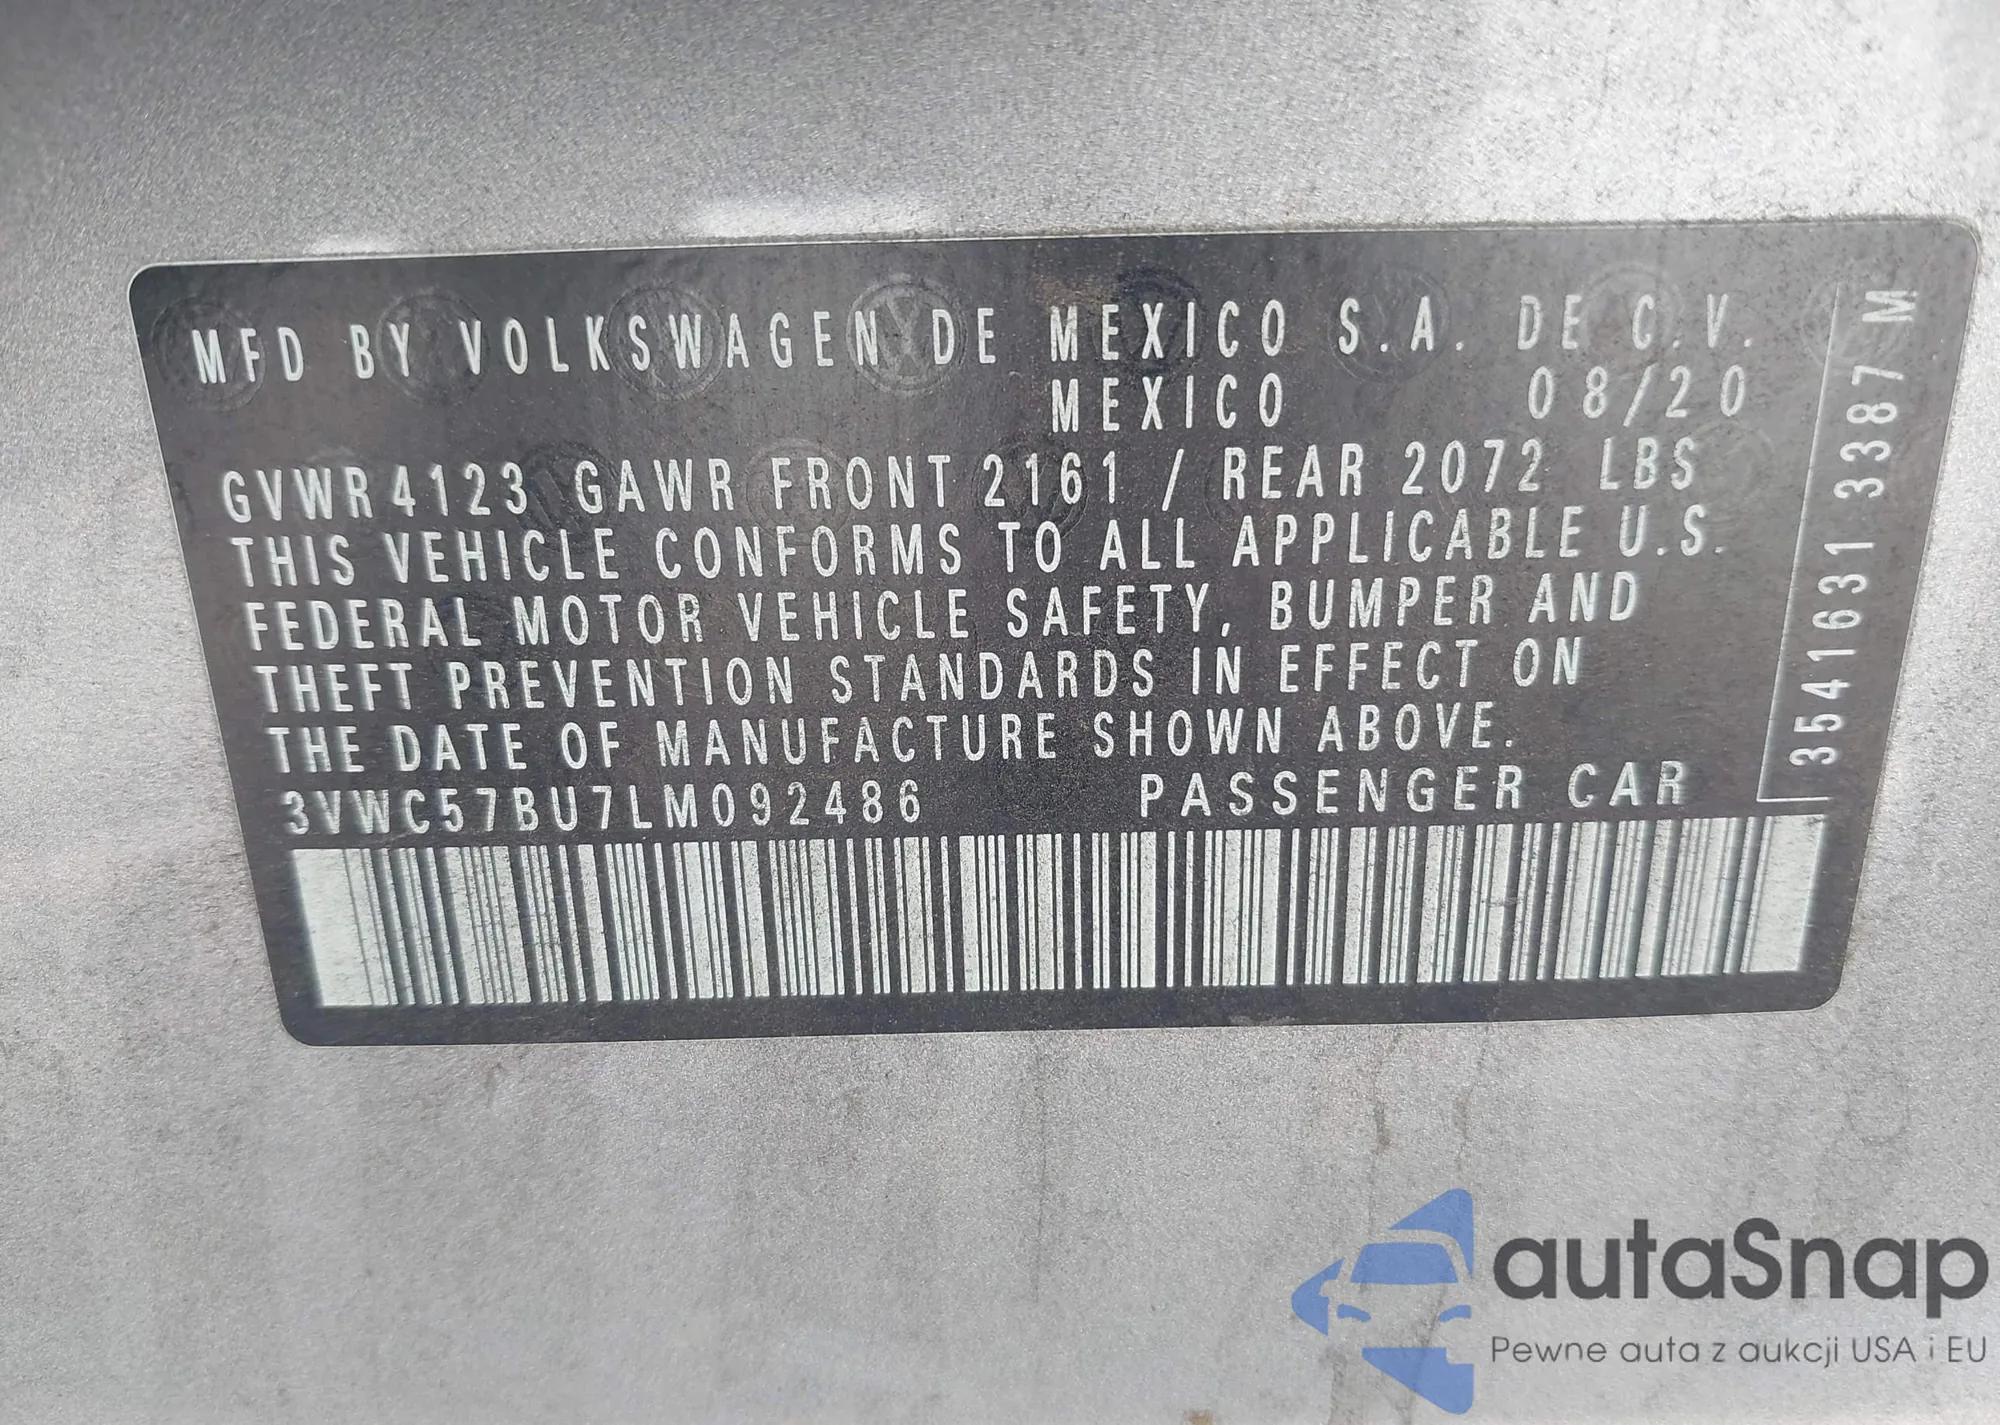 MFD BY VOLKSWAGEN DE MEXICO S.A. DE C.V.
MEXICO 08/20
GVWR 4123 GAWR FRONT 2161 / REAR 2072 LBS
THIS VEHICLE CONFORMS TO ALL APPLICABLE U.S.
FEDERAL MOTOR VEHICLE SAFETY, BUMPER AND
THEFT PREVENTION STANDARDS IN EFFECT ON
THE DATE OF MANUFACTURE SHOWN ABOVE.
3VWC57BU7LM092486 PASSENGER CAR
3541631 3387 M
autaSnap
Pewne auta z aukcji USA i EU